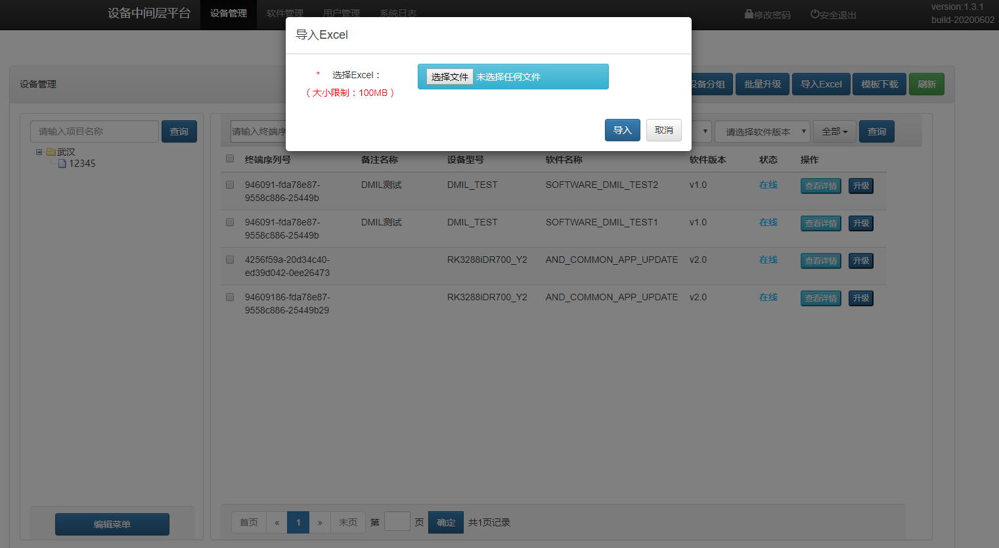 设备中间层平台 设备管理 软件管理 用户管理 系统日志 修改密码 安全退出 version:1.3.1
build-20200602
导入Excel
* 选择Excel：
选择文件 未选择任何文件
（大小限制：100MB）
导入 取消
设备管理
设备分组 批量升级 导入Excel 模板下载 刷新
请输入项目名称 查询
武汉
12345
编辑菜单
请输入终端序 请选择软件版本 全部 查询
终端序列号 备注名称 设备型号 软件名称 软件版本 状态 操作
946091-fda78e87- DMIL测试 DMIL_TEST SOFTWARE_DMIL_TEST2 v1.0 在线 查看详情 升级
9558c886-25449b
946091-fda78e87- DMIL测试 DMIL_TEST SOFTWARE_DMIL_TEST1 v1.0 在线 查看详情 升级
9558c886-25449b
4256f59a-20d34c40- RK3288iDR700_Y2 AND_COMMON_APP_UPDATE v2.0 在线 查看详情 升级
ed39d042-0ee26473
94609186-fda78e87- RK3288iDR700_Y2 AND_COMMON_APP_UPDATE v2.0 在线 查看详情 升级
9558c886-25449b29
首页 « 1 » 末页 第 页 确定 共1页记录